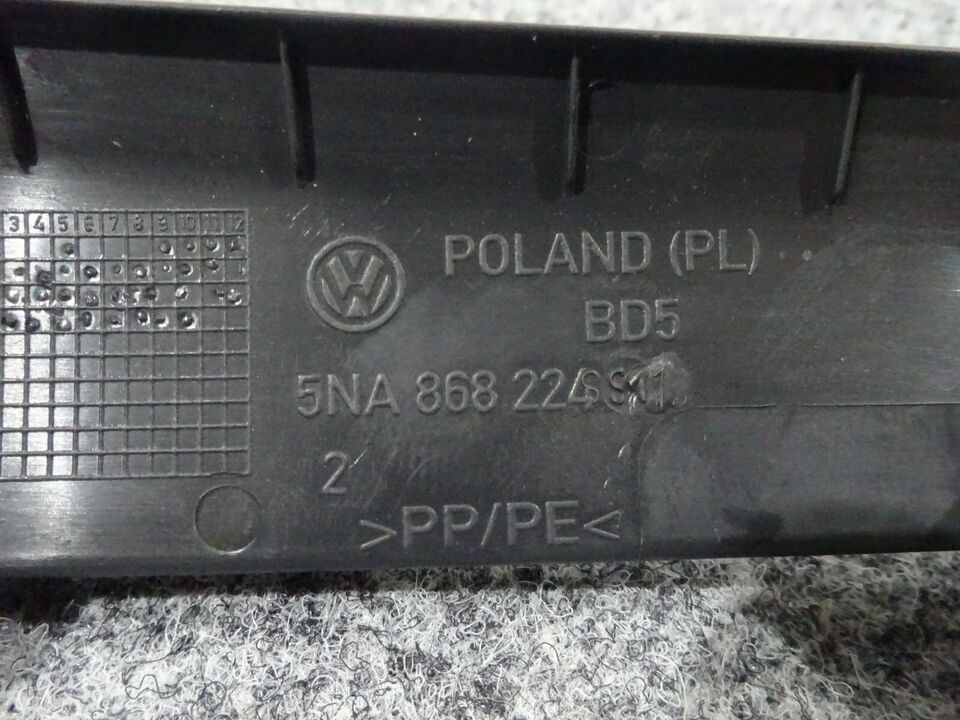 3 4 5 6 7 8 9 10 11 12
POLAND (PL)
BD5
5NA 868 224
2
>PP/PE<